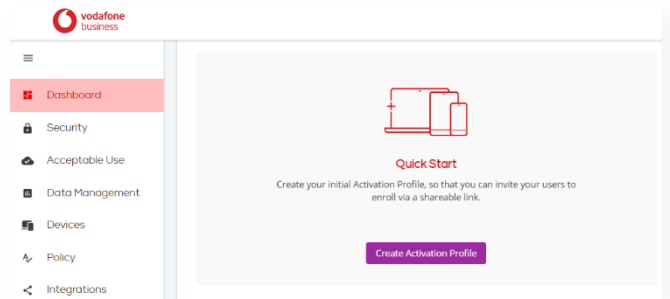 vodafone
business
Dashboard
Security
Acceptable Use
Data Management
Devices
Policy
Integrations
Quick Start
Create your initial Activation Profile, so that you can invite your users to
enroll via a shareable link.
Create Activation Profile